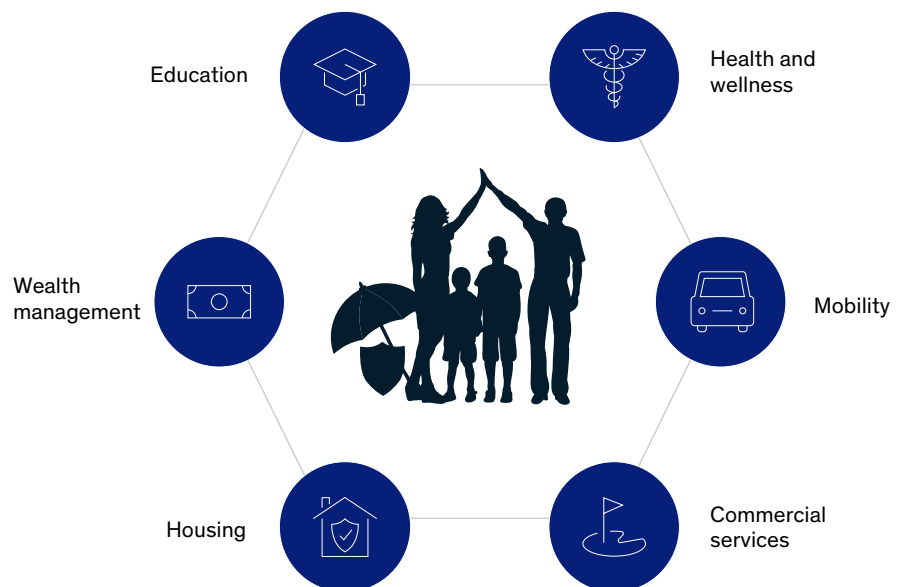 Education
Health and
wellness
Wealth
management
Mobility
Housing
Commercial
services